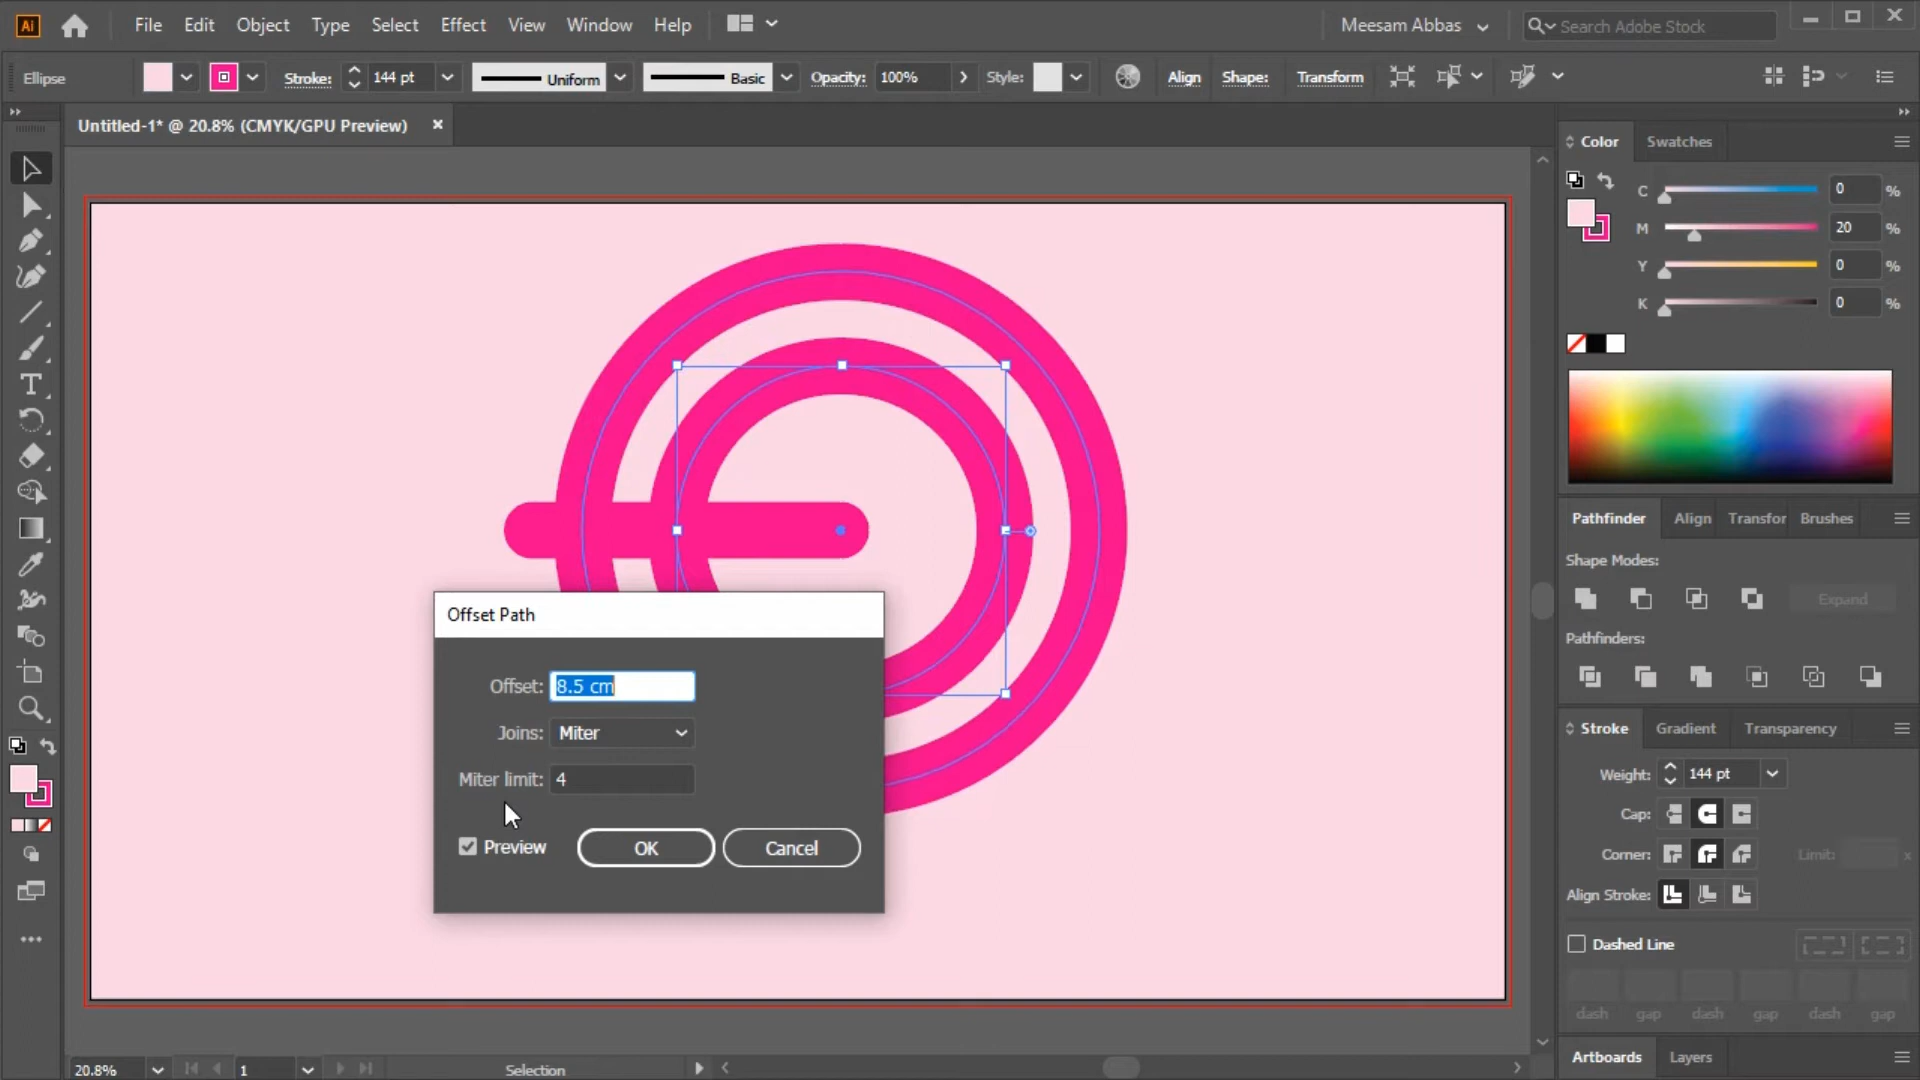 Ai File Edit Object Type Select Effect View Window Help Meesam Abbas Search Adobe Stock
Ellipse Stroke: 144 pt Uniform Basic Opacity: 100% Style: Align Shape: Transform
Untitled-1* @ 20.8% (CMYK/GPU Preview) ×
Color Swatches
C 0 %
M 20 %
Y 0 %
K 0 %
Pathfinder Align Transfor Brushes
Shape Modes:
Expand
Pathfinders:
Offset Path
Offset: 8.5 cm
Joins: Miter
Miter limit: 4
Preview OK Cancel
Stroke Gradient Transparency
Weight: 144 pt
Cap:
Corner: Limit: x
Align Stroke:
Dashed Line
dash gap dash gap dash gap
Artboards Layers
20.8% 1 Selection